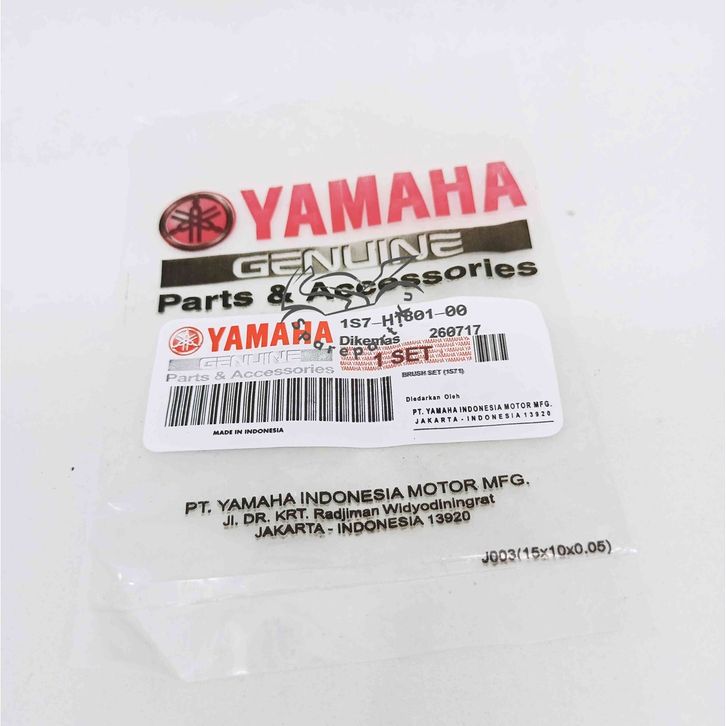 YAMAHA
GENUINE
Parts & Accessories
YAMAHA
GENUINE
Parts & Accessories
1S7-H1801-00
Dikemas 260717
1 SET
BRUSH SET (1S71)
MADE IN INDONESIA
Diedarkan Oleh
PT. YAMAHA INDONESIA MOTOR MFG.
JAKARTA - INDONESIA 13920
PT. YAMAHA INDONESIA MOTOR MFG.
Jl. DR. KRT. Radjiman Widyodiningrat
JAKARTA - INDONESIA 13920
J003(15x10x0.05)